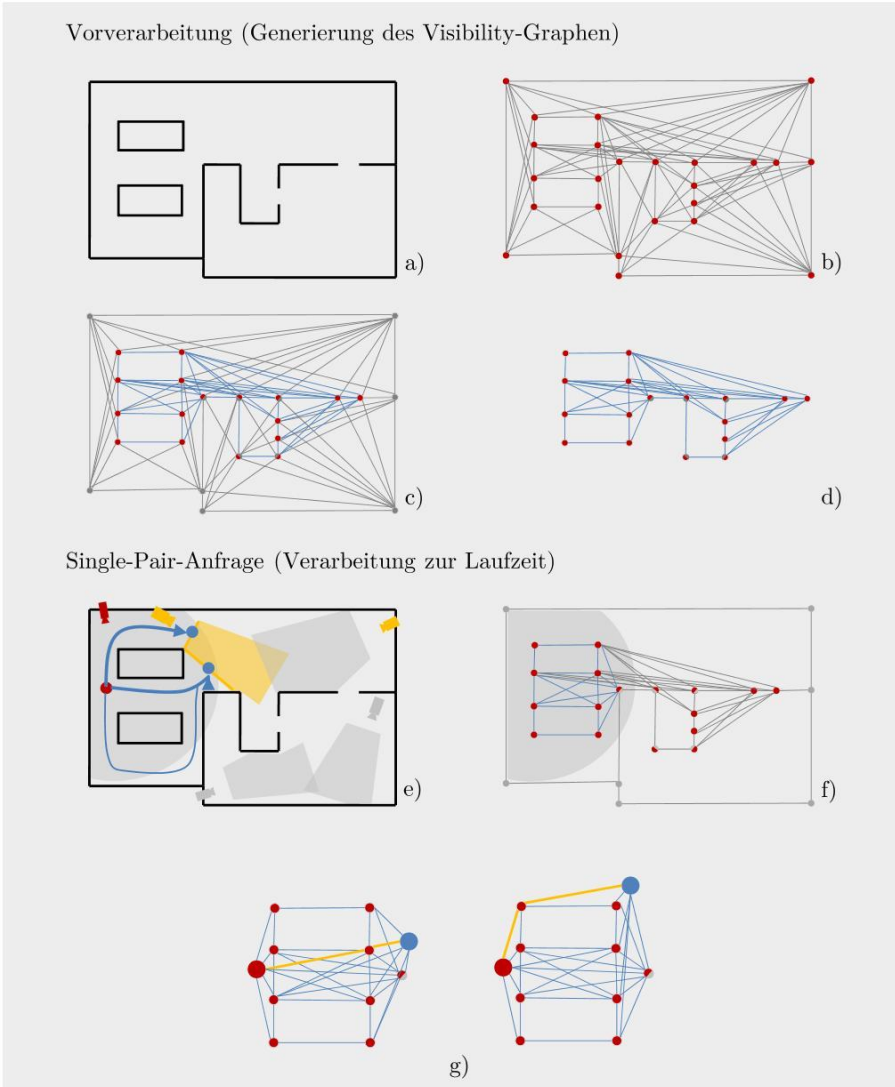 Vorverarbeitung (Generierung des Visibility-Graphen)
a)
b)
c)
d)
Single-Pair-Anfrage (Verarbeitung zur Laufzeit)
e)
f)
g)